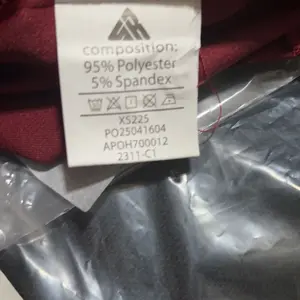 composition:
95% Polyester
5% Spandex
X5225
PO25041604
APOH700012
2311-C1